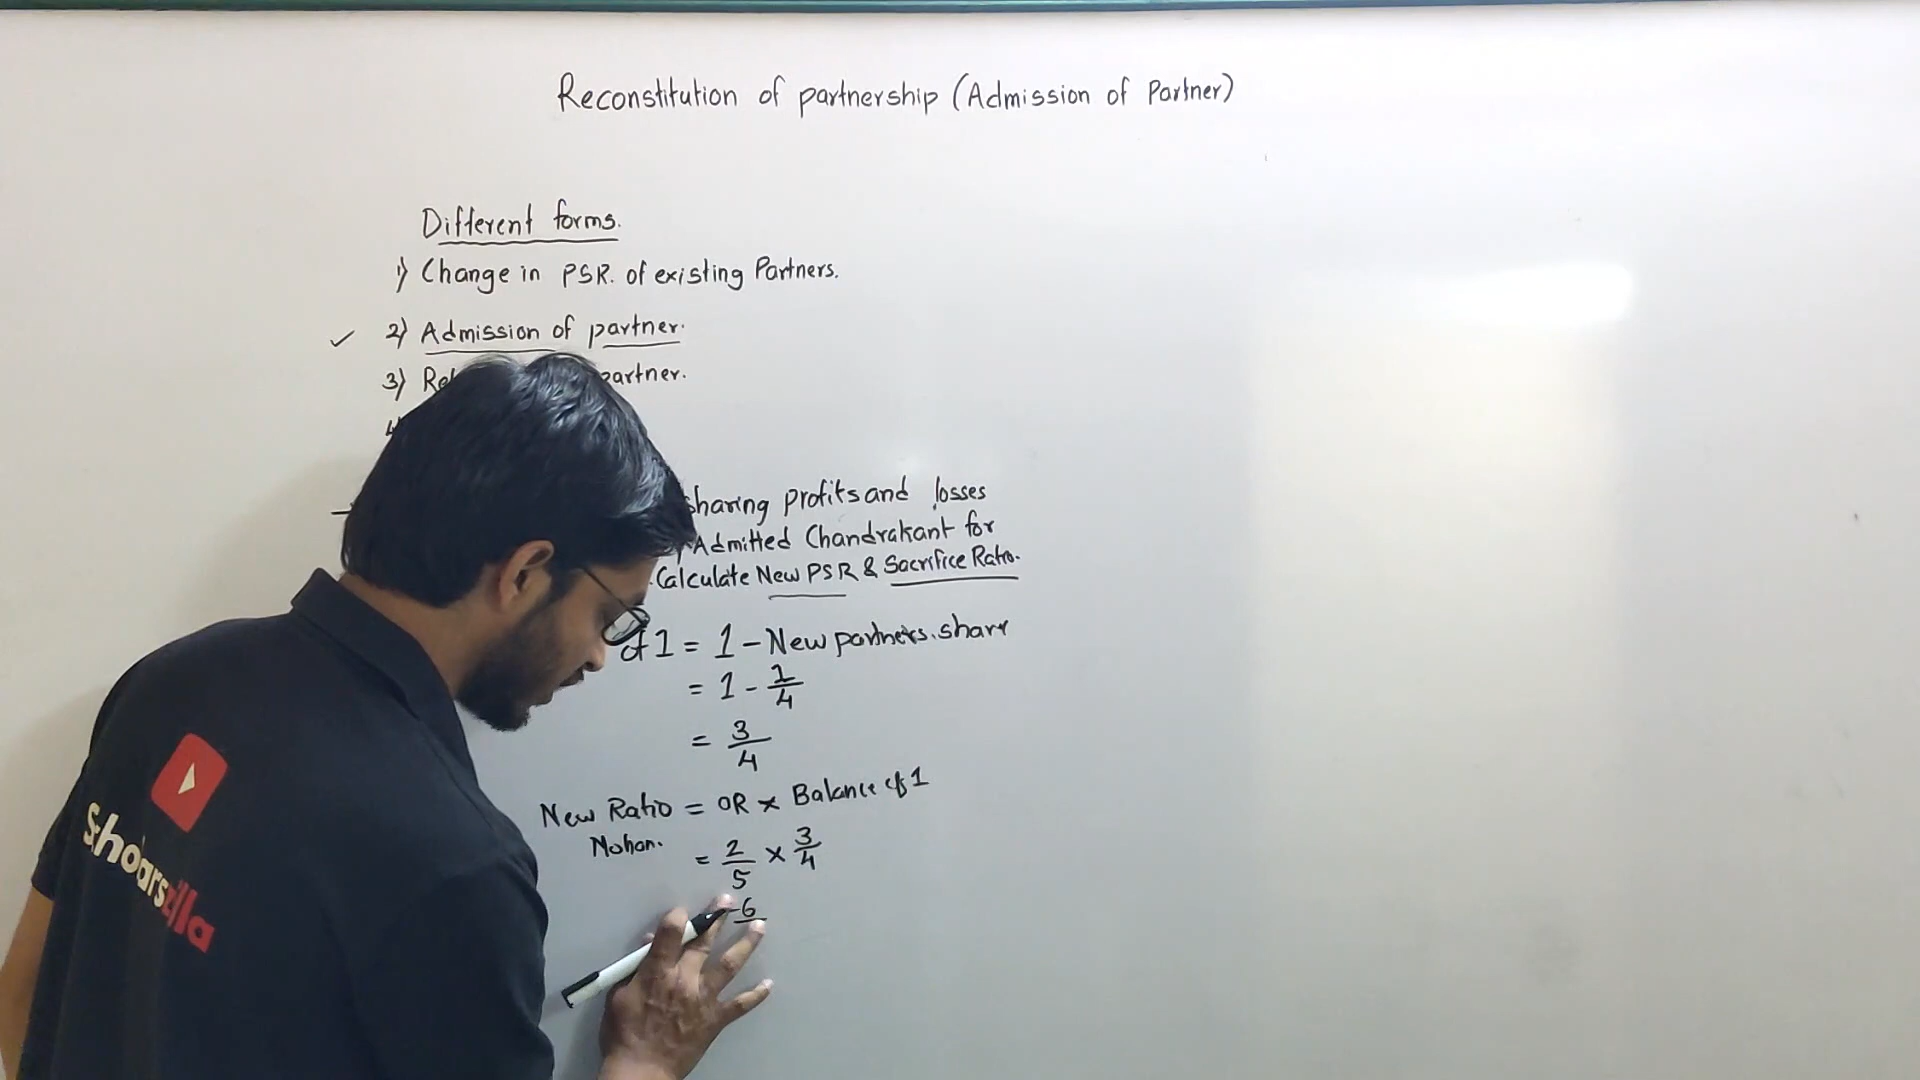 Reconstitution of partnership (Admission of Partner)
Different forms.
1) Change in PSR. of existing Partners.
2) Admission of partner.
3) partner.
sharing profits and losses
Admitted Chandrakant for
Calculate New PSR & Sacrifice Ratio.
of 1 = 1 - New partners. share
= 1 - 1/4
= 3/4
New Ratio = OR × Balance of 1
Mohan. = 2/5 × 3/4
6
Scholarszilla